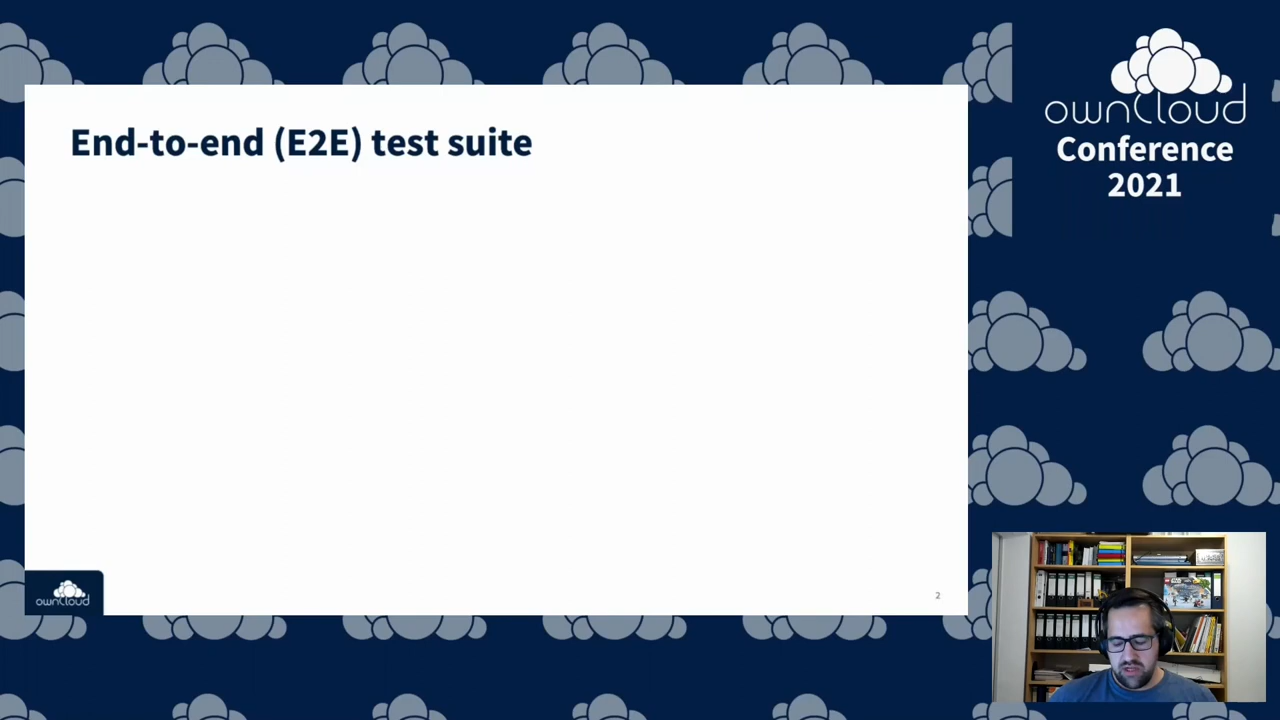 End-to-end (E2E) test suite
ownCloud
Conference
2021
ownCloud
2